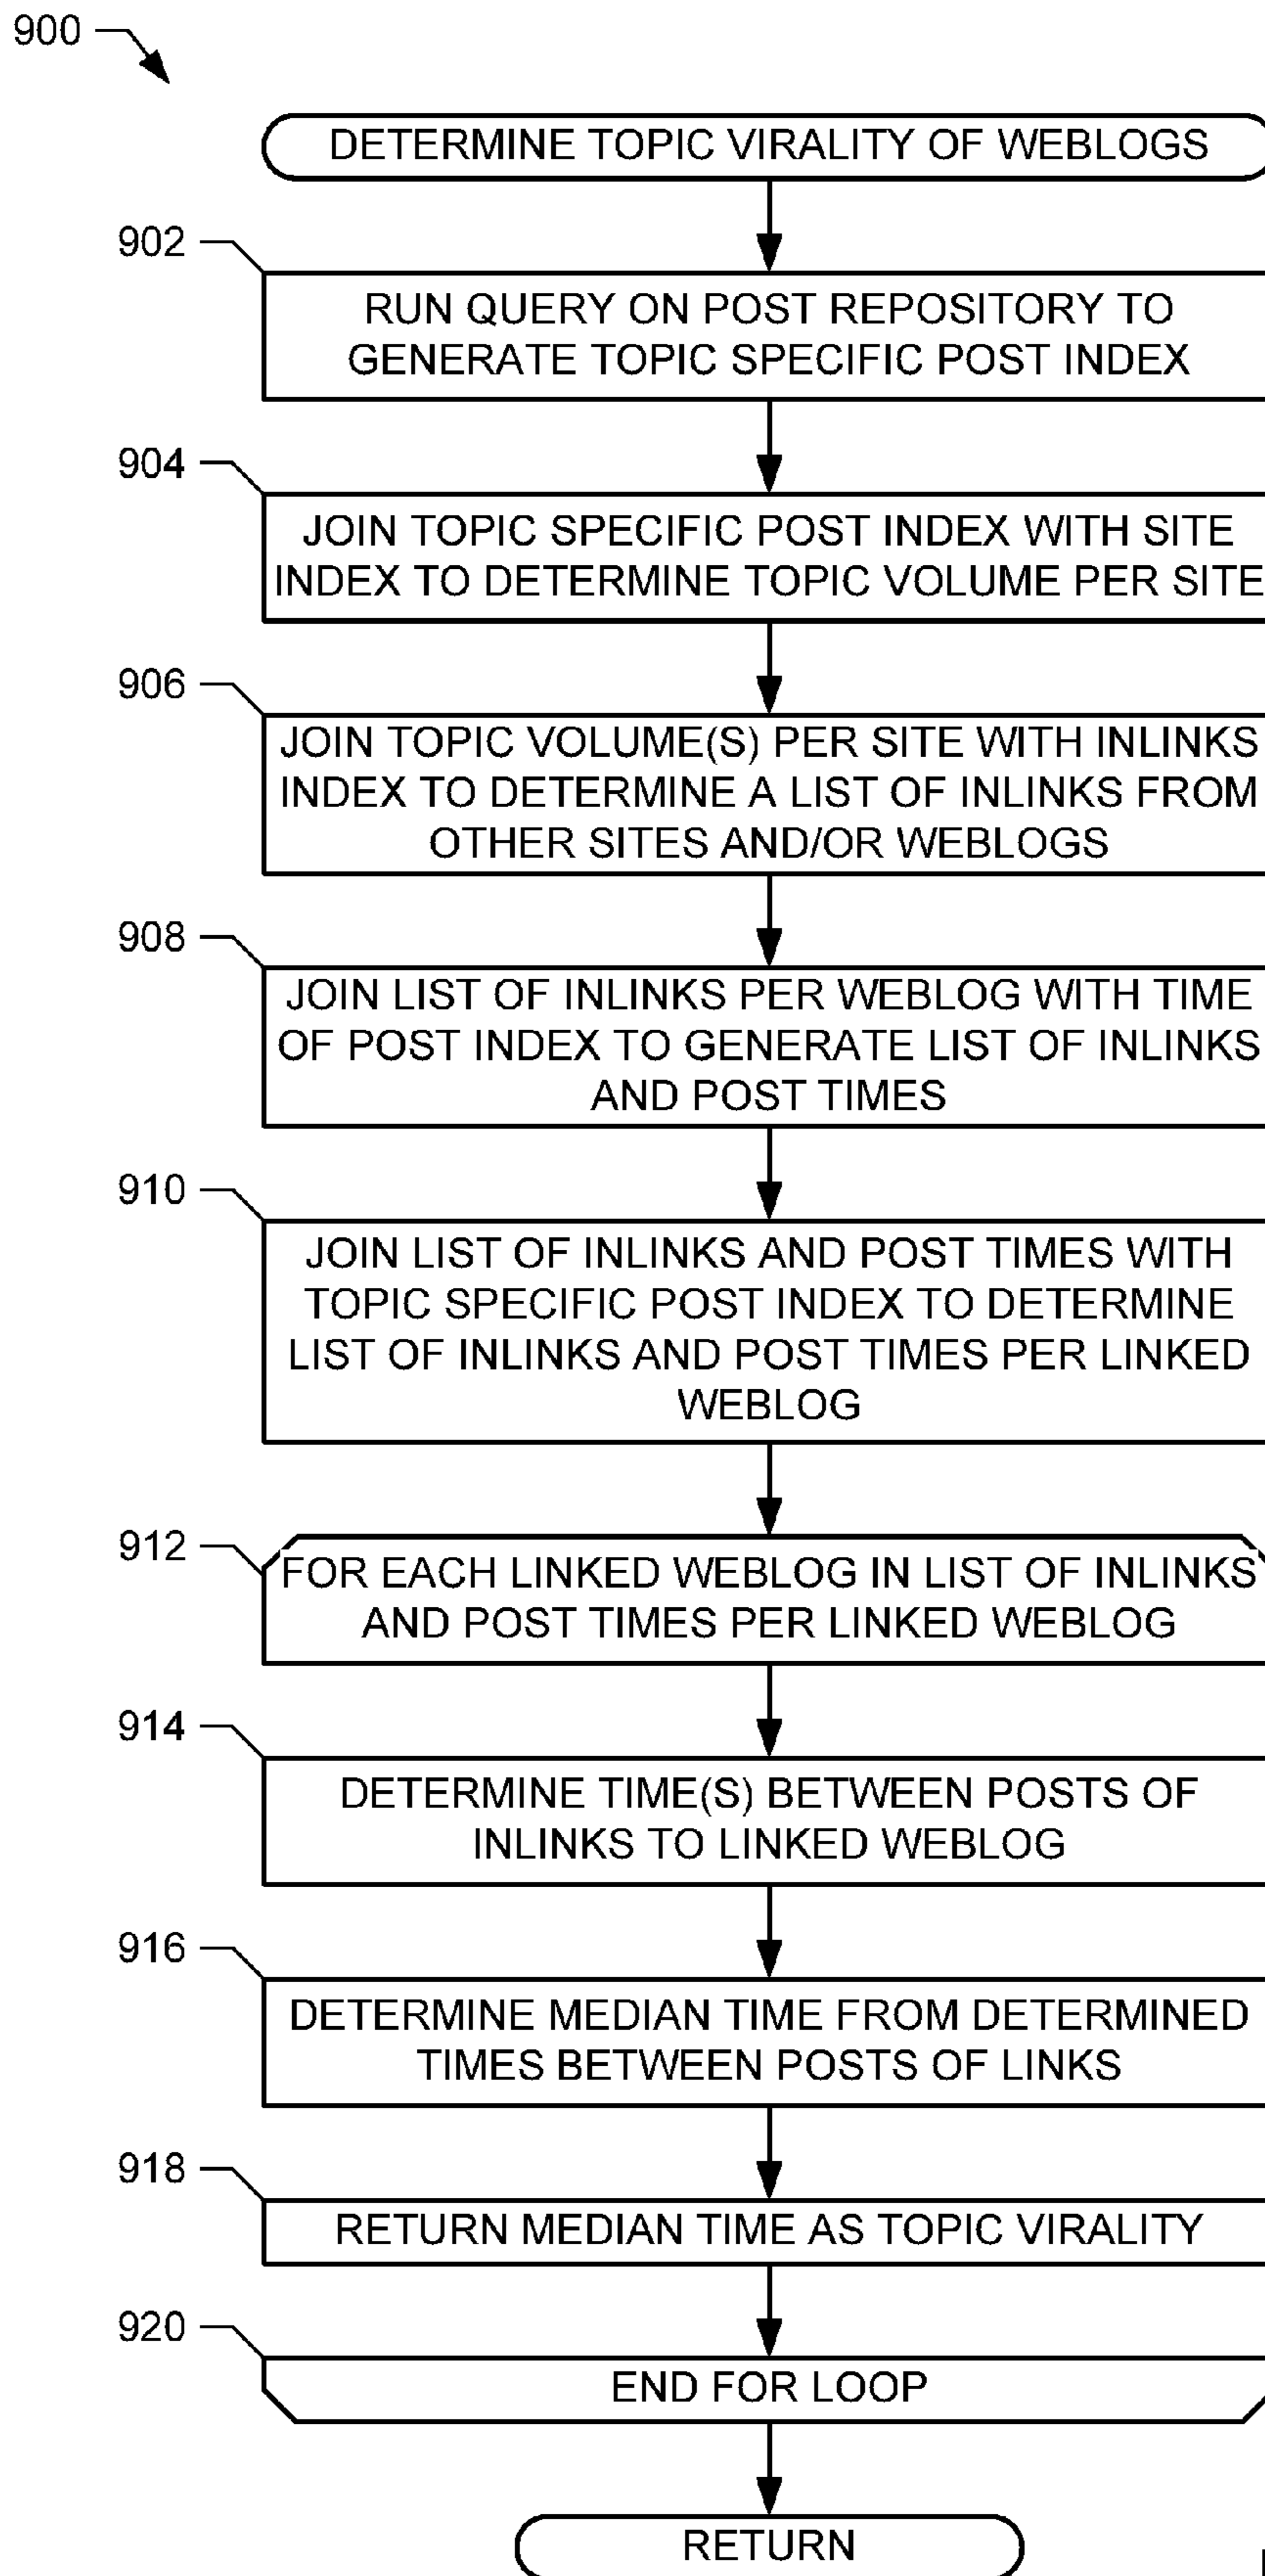 900
DETERMINE TOPIC VIRALITY OF WEBLOGS
902
RUN QUERY ON POST REPOSITORY TO
GENERATE TOPIC SPECIFIC POST INDEX
904
JOIN TOPIC SPECIFIC POST INDEX WITH SITE
INDEX TO DETERMINE TOPIC VOLUME PER SITE
906
JOIN TOPIC VOLUME(S) PER SITE WITH INLINKS
INDEX TO DETERMINE A LIST OF INLINKS FROM
OTHER SITES AND/OR WEBLOGS
908
JOIN LIST OF INLINKS PER WEBLOG WITH TIME
OF POST INDEX TO GENERATE LIST OF INLINKS
AND POST TIMES
910
JOIN LIST OF INLINKS AND POST TIMES WITH
TOPIC SPECIFIC POST INDEX TO DETERMINE
LIST OF INLINKS AND POST TIMES PER LINKED
WEBLOG
912
FOR EACH LINKED WEBLOG IN LIST OF INLINKS
AND POST TIMES PER LINKED WEBLOG
914
DETERMINE TIME(S) BETWEEN POSTS OF
INLINKS TO LINKED WEBLOG
916
DETERMINE MEDIAN TIME FROM DETERMINED
TIMES BETWEEN POSTS OF LINKS
918
RETURN MEDIAN TIME AS TOPIC VIRALITY
920
END FOR LOOP
RETURN